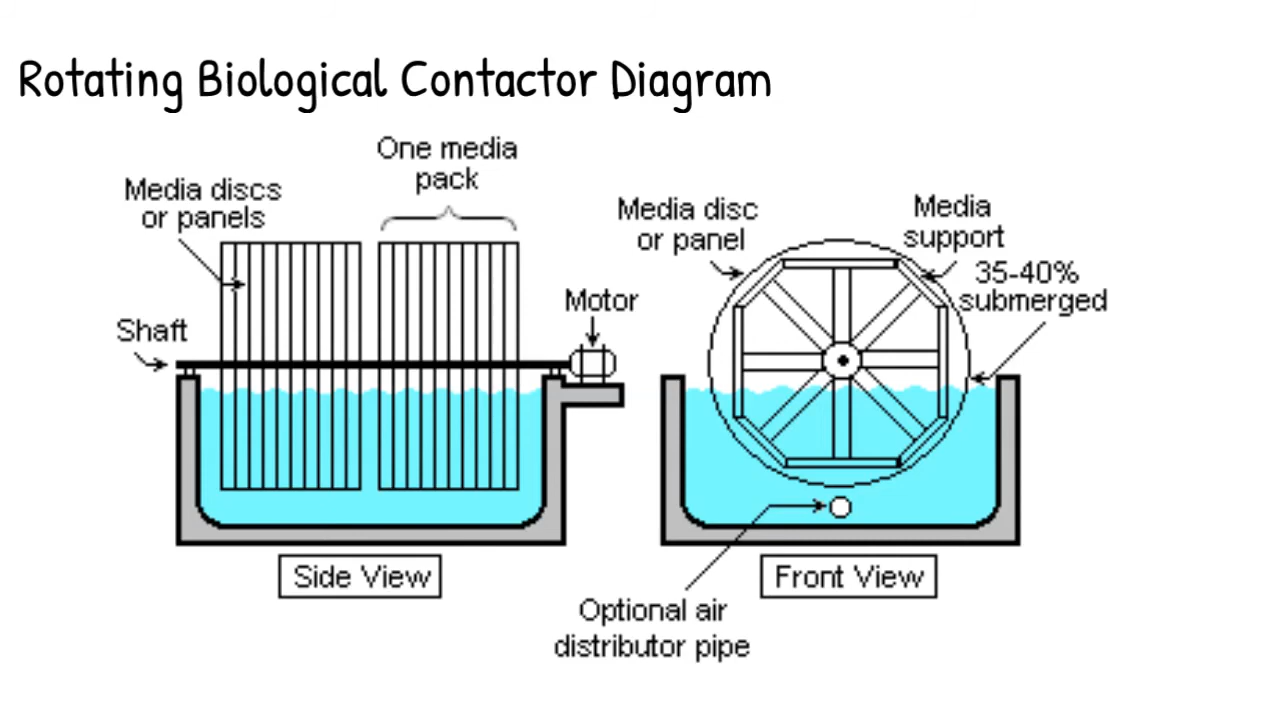 Rotating Biological Contactor Diagram
One media
pack
Media discs
or panels
Shaft
Motor
Side View
Media disc
or panel
Media
support
35-40%
submerged
Optional air
distributor pipe
Front View